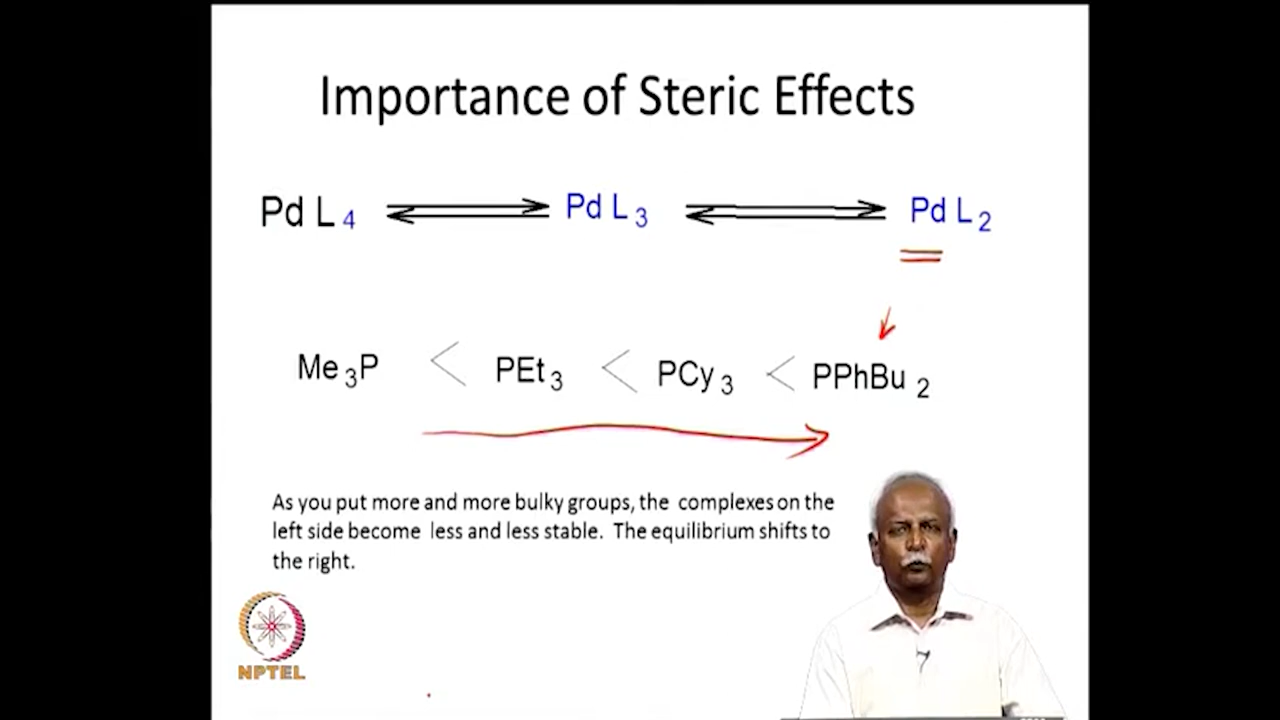 Importance of Steric Effects
Pd L4 Pd L3 Pd L2
Me3P < PEt3 < PCy3 < PPhBu2
As you put more and more bulky groups, the complexes on the
left side become less and less stable. The equilibrium shifts to
the right.
NPTEL